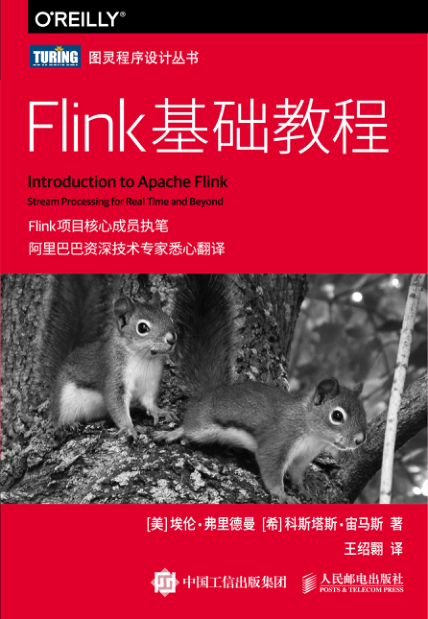 O'REILLY®
TURING 图灵程序设计丛书
Flink基础教程
Introduction to Apache Flink
Stream Processing for Real Time and Beyond
Flink项目核心成员执笔
阿里巴巴资深技术专家悉心翻译
[美]埃伦·弗里德曼 [希]科斯塔斯·宙马斯 著
王绍翾 译
中国工信出版集团 人民邮电出版社
POSTS & TELECOM PRESS